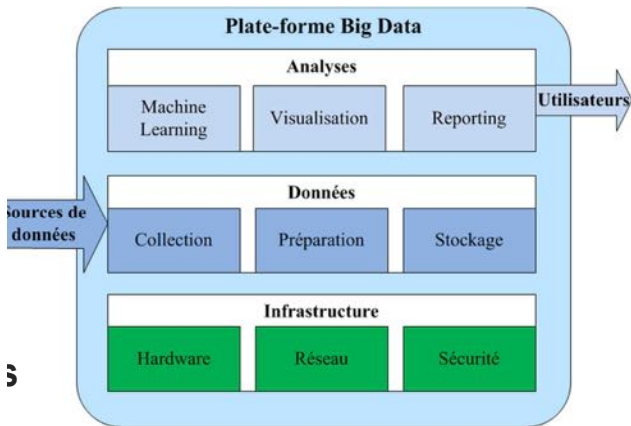 Plate-forme Big Data
Analyses
Machine
Learning
Visualisation
Reporting
Utilisateurs
Données
Sources de
données
Collection
Préparation
Stockage
Infrastructure
Hardware
Réseau
Sécurité
s